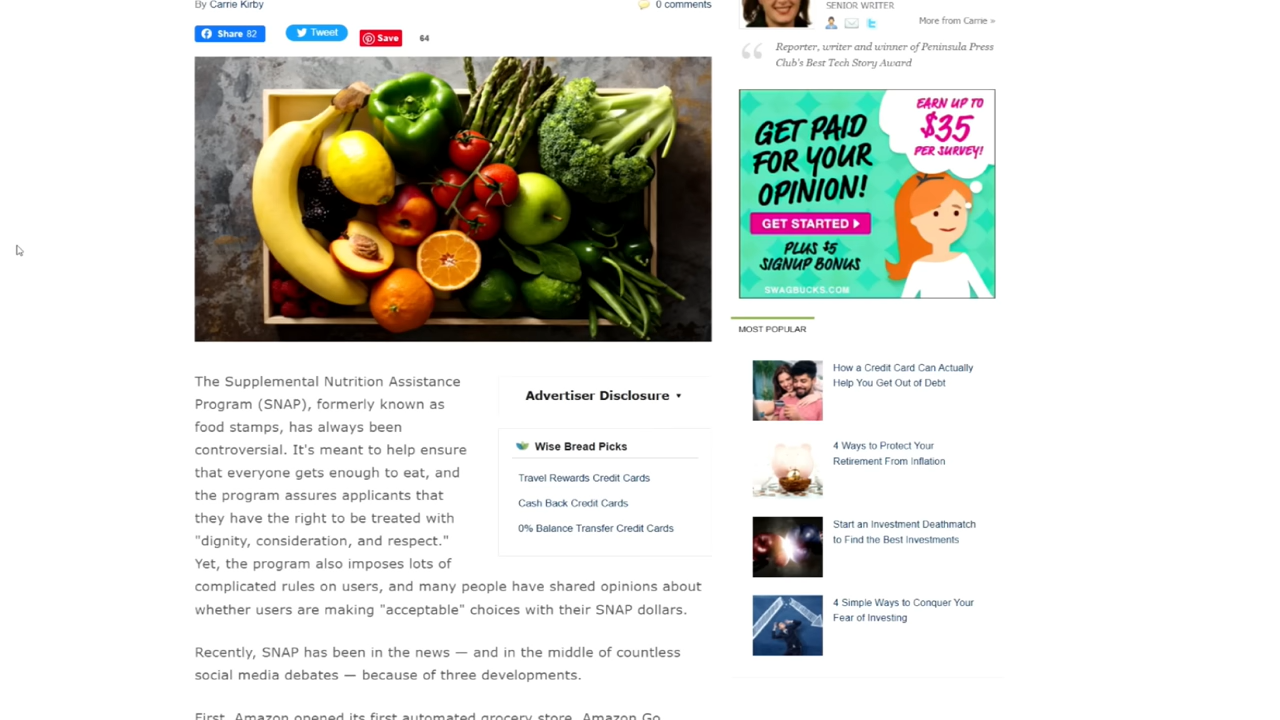 By Carrie Kirby
0 comments
Share 82
Tweet
Save
64
The Supplemental Nutrition Assistance
Program (SNAP), formerly known as
food stamps, has always been
controversial. It's meant to help ensure
that everyone gets enough to eat, and
the program assures applicants that
they have the right to be treated with
"dignity, consideration, and respect."
Yet, the program also imposes lots of
complicated rules on users, and many people have shared opinions about
whether users are making "acceptable" choices with their SNAP dollars.
Recently, SNAP has been in the news — and in the middle of countless
social media debates — because of three developments.
First, Amazon opened its first automated grocery store, Amazon Go,
Advertiser Disclosure ▾
Wise Bread Picks
Travel Rewards Credit Cards
Cash Back Credit Cards
0% Balance Transfer Credit Cards
SENIOR WRITER
More from Carrie »
Reporter, writer and winner of Peninsula Press
Club's Best Tech Story Award
GET PAID
FOR YOUR
OPINION!
EARN UP TO
$35
PER SURVEY!
GET STARTED
PLUS $5
SIGNUP BONUS
SWAGBUCKS.COM
MOST POPULAR
How a Credit Card Can Actually
Help You Get Out of Debt
4 Ways to Protect Your
Retirement From Inflation
Start an Investment Deathmatch
to Find the Best Investments
4 Simple Ways to Conquer Your
Fear of Investing